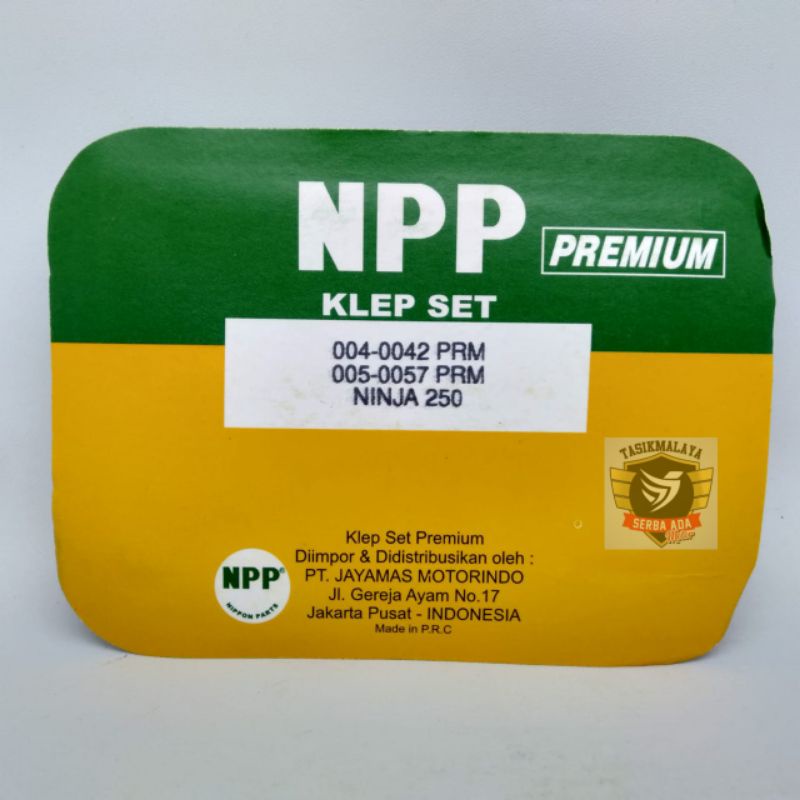 NPP
PREMIUM
KLEP SET
004-0042 PRM
005-0057 PRM
NINJA 250
TASIKMALAYA
SERBA ADA
Motor
Klep Set Premium
Diimpor & Didistribusikan oleh :
PT. JAYAMAS MOTORINDO
Jl. Gereja Ayam No.17
Jakarta Pusat - INDONESIA
Made in P.R.C
NPP®
NIPPON PARTS